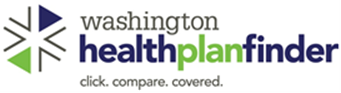 washington
healthplanfinder
click. compare. covered.